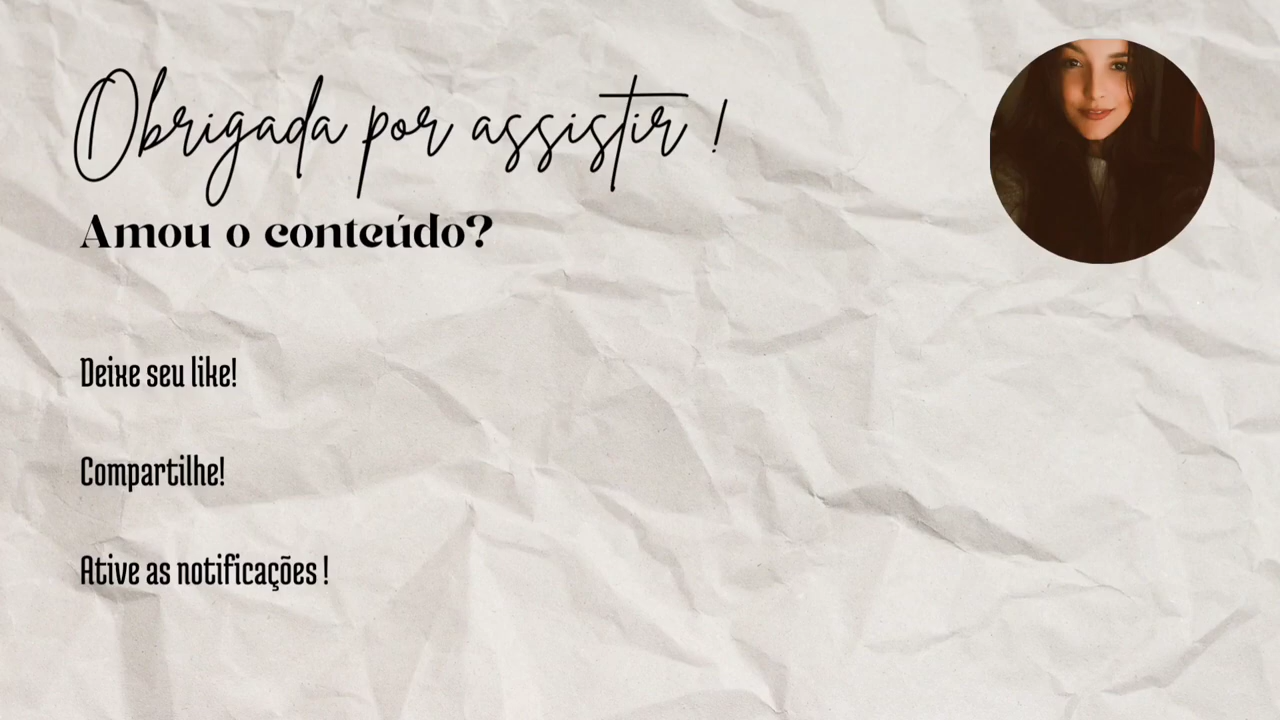 Obrigada por assistir !
Amou o conteúdo?
Deixe seu like!
Compartilhe!
Ative as notificações !